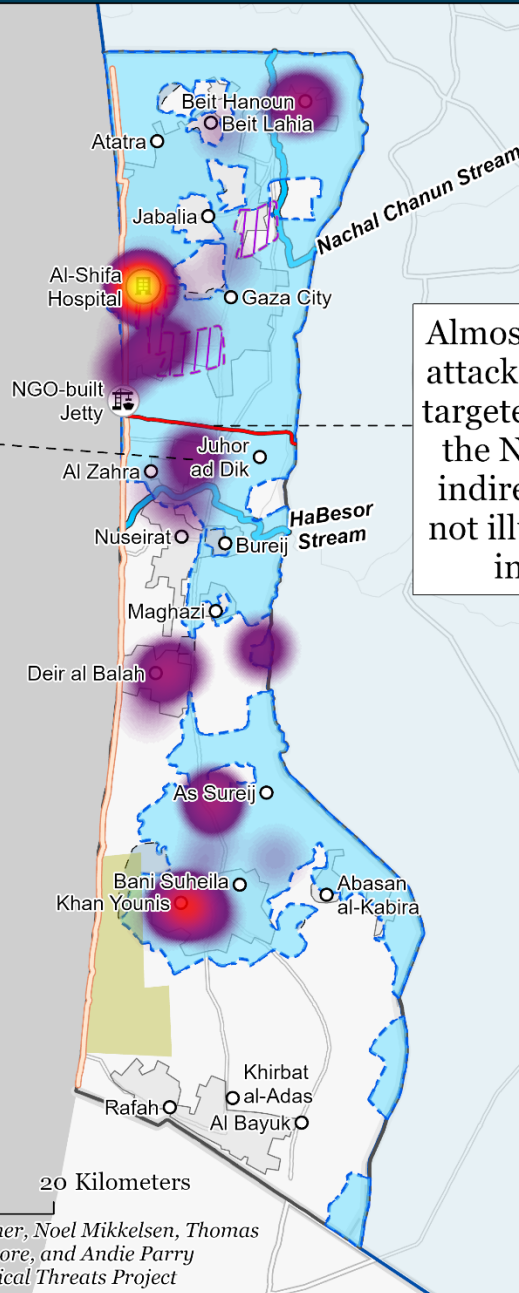 Beit Hanoun
Beit Lahia
Atatra
Nachal Chanun Stream
Jabalia
Al-Shifa
Hospital
Gaza City
NGO-built
Jetty
Almos
attack
targete
the N
indire
not illu
in
Juhor
ad Dik
Al Zahra
HaBesor
Stream
Nuseirat
Bureij
Maghazi
Deir al Balah
As Sureij
Bani Suheila
Khan Younis
Abasan
al-Kabira
Khirbat
al-Adas
Rafah
Al Bayuk
20 Kilometers
ner, Noel Mikkelsen, Thomas
ore, and Andie Parry
ical Threats Project